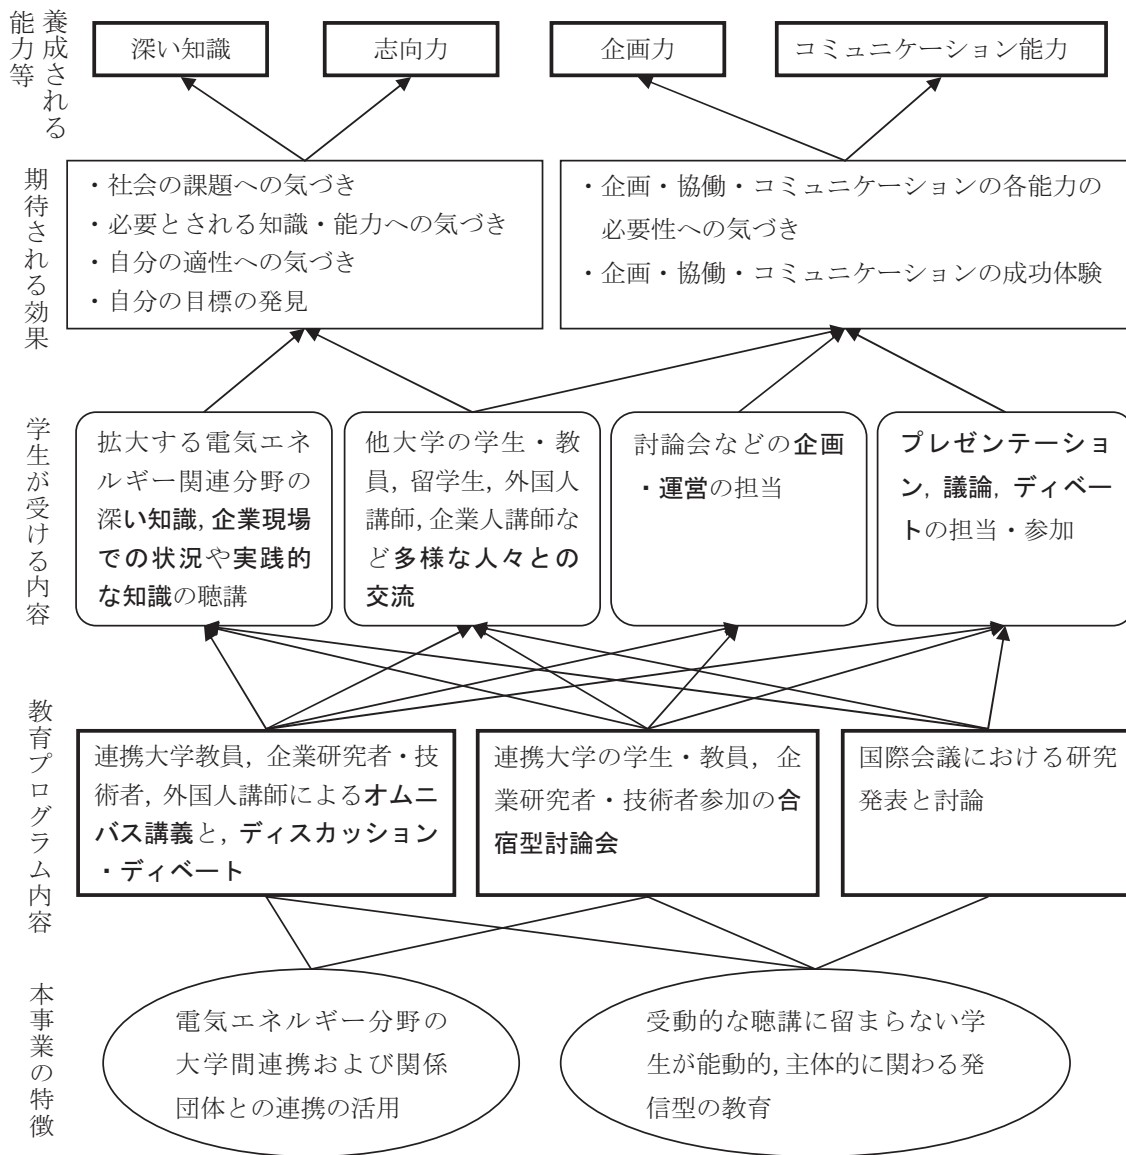 養成される
能力等
深い知識
志向力
企画力
コミュニケーション能力
期待される効果
・社会の課題への気づき
・必要とされる知識・能力への気づき
・自分の適性への気づき
・自分の目標の発見
・企画・協働・コミュニケーションの各能力の
必要性への気づき
・企画・協働・コミュニケーションの成功体験
学生が受ける内容
拡大する電気エネ
ルギー関連分野の
深い知識, 企業現場
での状況や実践的
な知識の聴講
他大学の学生・教
員, 留学生, 外国人
講師, 企業人講師な
ど多様な人々との
交流
討論会などの企画
・運営の担当
プレゼンテーショ
ン, 議論, ディベー
トの担当・参加
教育プログラム内容
連携大学教員, 企業研究者・技
術者, 外国人講師によるオムニ
バス講義と, ディスカッション
・ディベート
連携大学の学生・教員, 企
業研究者・技術者参加の合
宿型討論会
国際会議における研究
発表と討論
本事業の特徴
電気エネルギー分野の
大学間連携および関係
団体との連携の活用
受動的な聴講に留まらない学
生が能動的, 主体的に関わる発
信型の教育